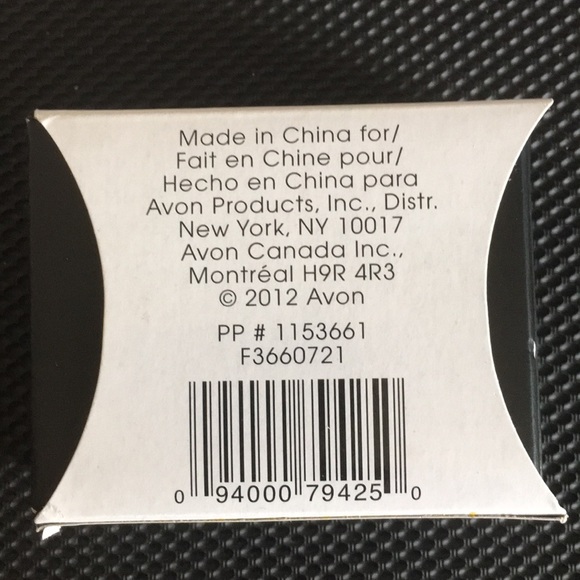 Made in China for/
Fait en Chine pour/
Hecho en China para
Avon Products, Inc., Distr.
New York, NY 10017
Avon Canada Inc.,
Montréal H9R 4R3
© 2012 Avon
PP # 1153661
F3660721
0 94000 79425 0